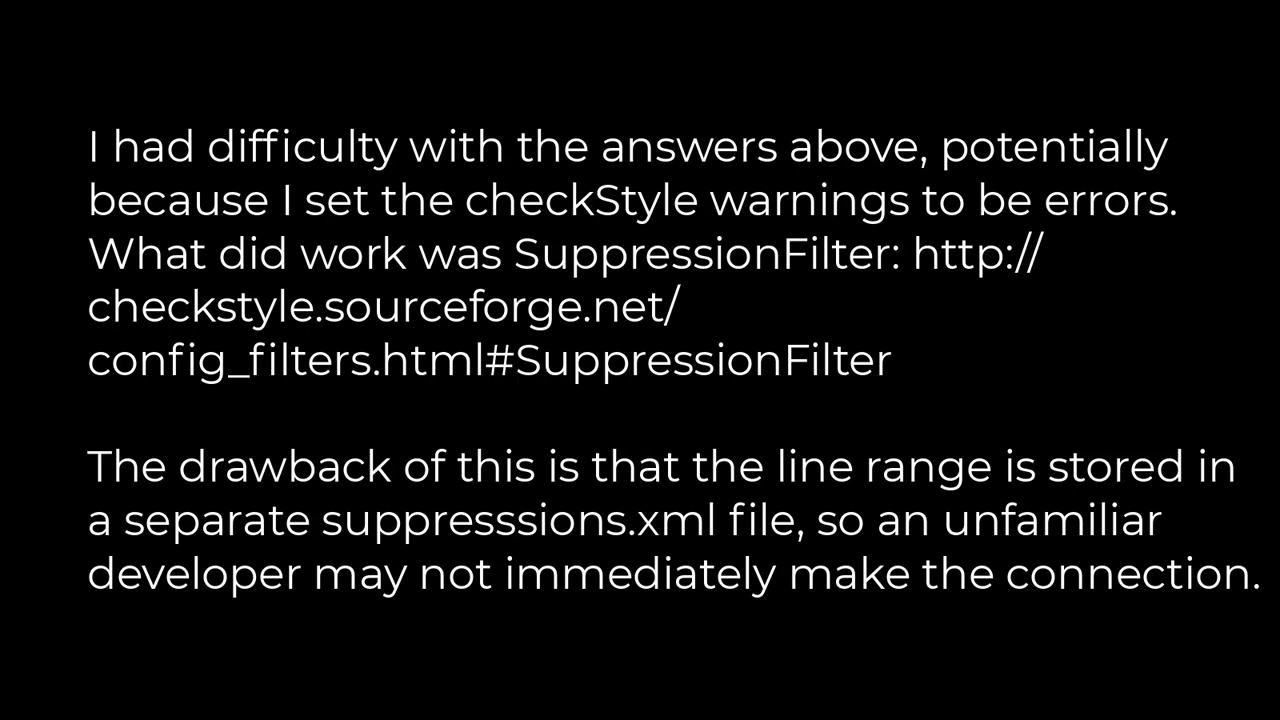 I had difficulty with the answers above, potentially
because I set the checkStyle warnings to be errors.
What did work was SuppressionFilter: http://
checkstyle.sourceforge.net/
config_filters.html#SuppressionFilter
The drawback of this is that the line range is stored in
a separate suppresssions.xml file, so an unfamiliar
developer may not immediately make the connection.